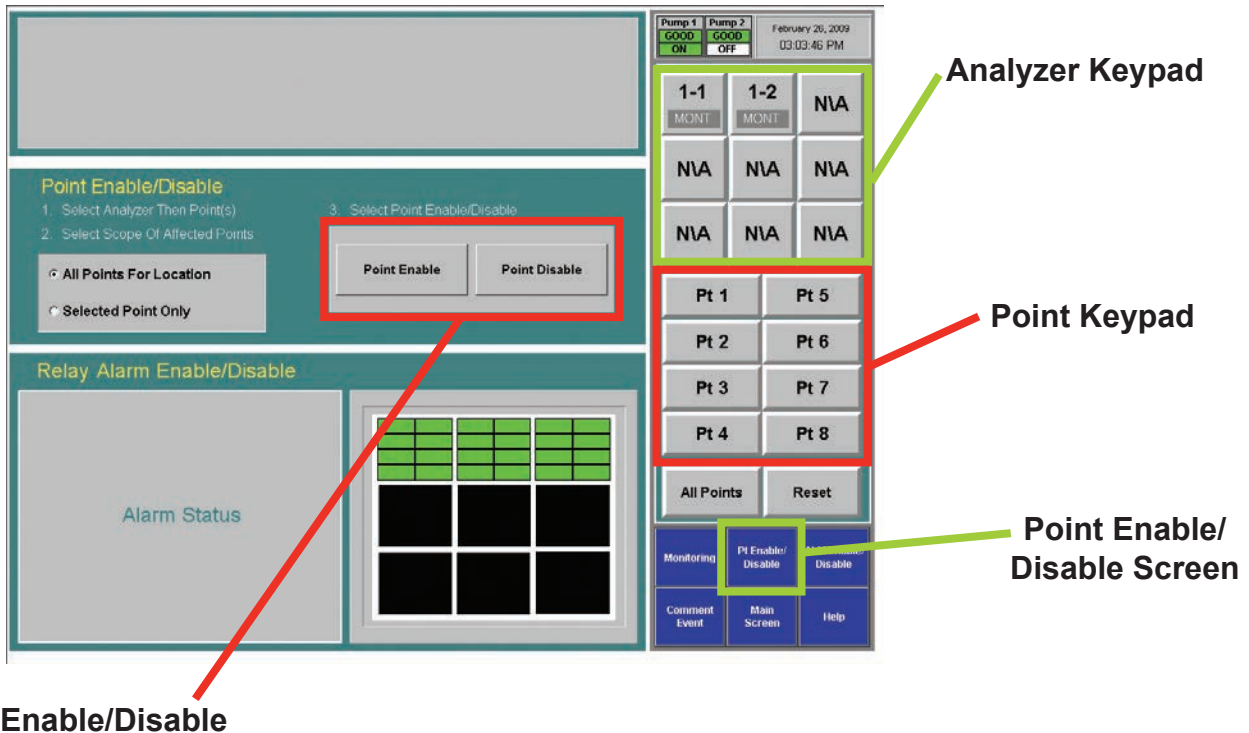 Pump 1 Pump 2
GOOD GOOD
ON OFF
February 26, 2009
03:03:46 PM
Analyzer Keypad
1-1 1-2 N\A
MONT MONT
N\A N\A N\A
N\A N\A N\A
Point Enable/Disable
1. Select Analyzer Then Point(s)
2. Select Scope Of Affected Points
3. Select Point Enable/Disable
All Points For Location
Selected Point Only
Point Enable Point Disable
Pt 1 Pt 5
Pt 2 Pt 6
Pt 3 Pt 7
Pt 4 Pt 8
Point Keypad
All Points Reset
Relay Alarm Enable/Disable
Alarm Status
Monitoring
Pt Enable/
Disable
Disable
Comment
Event
Main
Screen
Help
Point Enable/
Disable Screen
Enable/Disable